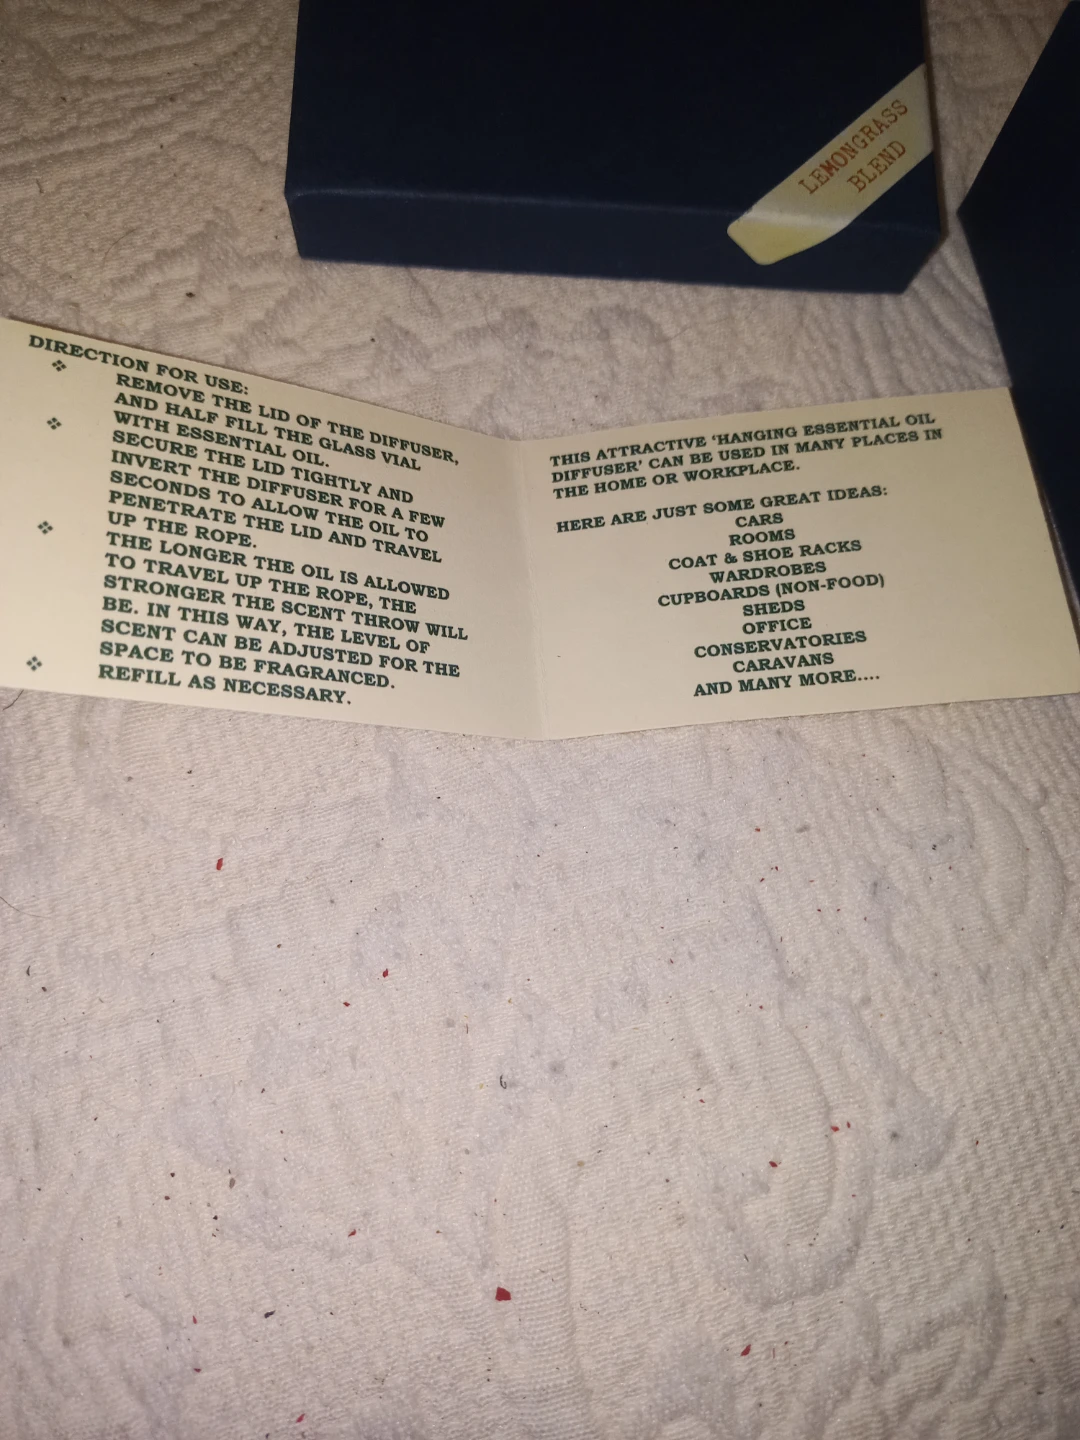 LEMONGRASS
BLEND
DIRECTION FOR USE:
❖ REMOVE THE LID OF THE DIFFUSER,
AND HALF FILL THE GLASS VIAL
WITH ESSENTIAL OIL.
❖ SECURE THE LID TIGHTLY AND
INVERT THE DIFFUSER FOR A FEW
SECONDS TO ALLOW THE OIL TO
PENETRATE THE LID AND TRAVEL
UP THE ROPE.
❖ THE LONGER THE OIL IS ALLOWED
TO TRAVEL UP THE ROPE, THE
STRONGER THE SCENT THROW WILL
BE. IN THIS WAY, THE LEVEL OF
SCENT CAN BE ADJUSTED FOR THE
SPACE TO BE FRAGRANCED.
❖ REFILL AS NECESSARY.
THIS ATTRACTIVE 'HANGING ESSENTIAL OIL
DIFFUSER' CAN BE USED IN MANY PLACES IN
THE HOME OR WORKPLACE.
HERE ARE JUST SOME GREAT IDEAS:
CARS
ROOMS
COAT & SHOE RACKS
WARDROBES
CUPBOARDS (NON-FOOD)
SHEDS
OFFICE
CONSERVATORIES
CARAVANS
AND MANY MORE....